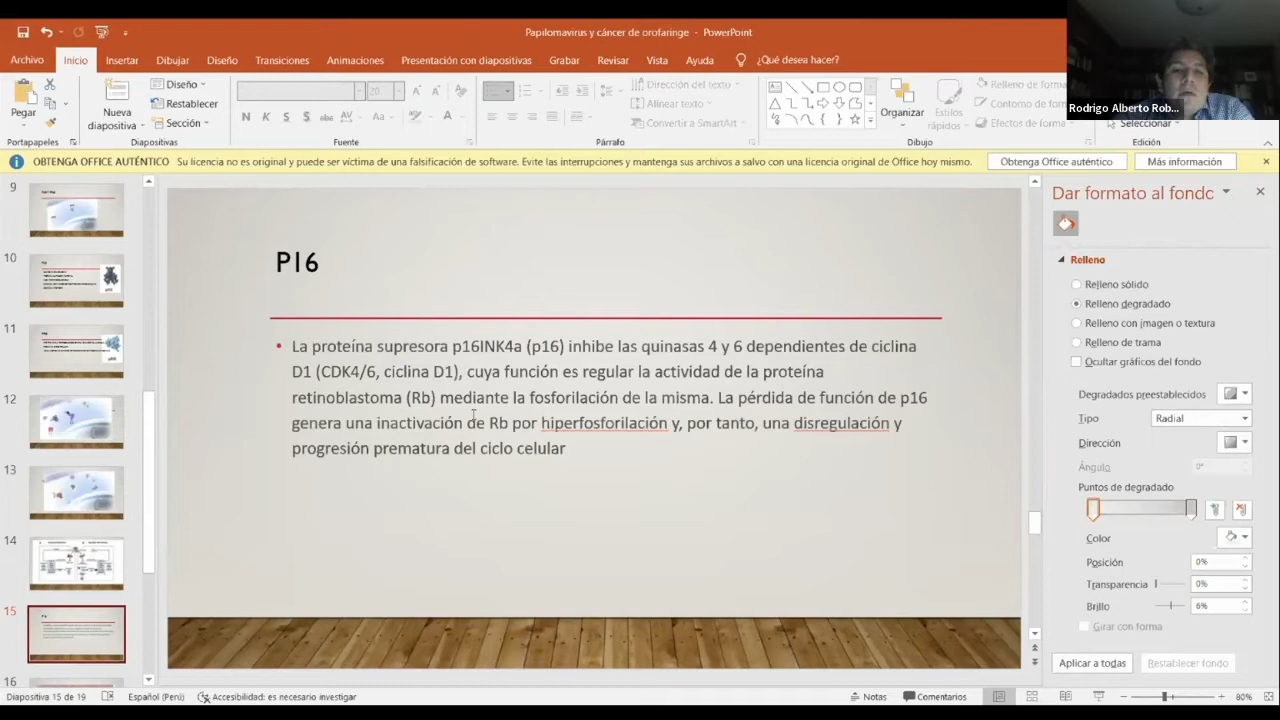 Papilomavirus y cáncer de orofaringe - PowerPoint
Archivo Inicio Insertar Dibujar Diseño Transiciones Animaciones Presentación con diapositivas Grabar Revisar Vista Ayuda ¿Qué desea hacer?
Rodrigo Alberto Rob...
Pegar
Nueva diapositiva
Diseño
Restablecer
Sección
Dirección del texto
Alinear texto
Convertir a SmartArt
Organizar
Estilos rápidos
Relleno de forma
Contorno de forma
Efectos de forma
Seleccionar
Portapapeles Diapositivas Fuente Párrafo Dibujo Edición
OBTENGA OFFICE AUTÉNTICO Su licencia no es original y puede ser víctima de una falsificación de software. Evite las interrupciones y mantenga sus archivos a salvo con una licencia original de Office hoy mismo. Obtenga Office auténtico Más información
9
10
11
12
13
14
15
16
P16
• La proteína supresora p16INK4a (p16) inhibe las quinasas 4 y 6 dependientes de ciclina
D1 (CDK4/6, ciclina D1), cuya función es regular la actividad de la proteína
retinoblastoma (Rb) mediante la fosforilación de la misma. La pérdida de función de p16
genera una inactivación de Rb por hiperfosforilación y, por tanto, una disregulación y
progresión prematura del ciclo celular
Dar formato al fondo
Relleno
Relleno sólido
Relleno degradado
Relleno con imagen o textura
Relleno de trama
Ocultar gráficos del fondo
Degradados preestablecidos
Tipo Radial
Dirección
Ángulo 0°
Puntos de degradado
Color
Posición 0%
Transparencia 0%
Brillo 6%
Girar con forma
Aplicar a todas Restablecer fondo
Diapositiva 15 de 19 Español (Perú) Accesibilidad: es necesario investigar Notas Comentarios 80%